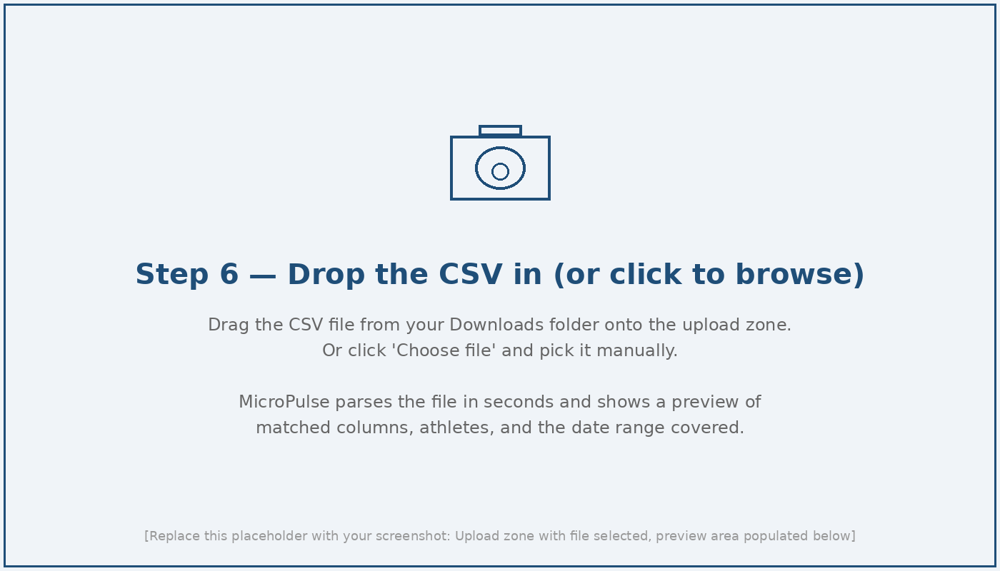 Step 6 — Drop the CSV in (or click to browse)
Drag the CSV file from your Downloads folder onto the upload zone.
Or click 'Choose file' and pick it manually.
MicroPulse parses the file in seconds and shows a preview of
matched columns, athletes, and the date range covered.
[Replace this placeholder with your screenshot: Upload zone with file selected, preview area populated below]